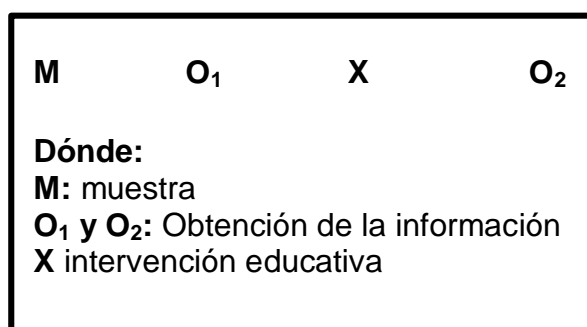 M O₁ X O₂
Dónde:
M: muestra
O₁ y O₂: Obtención de la información
X intervención educativa